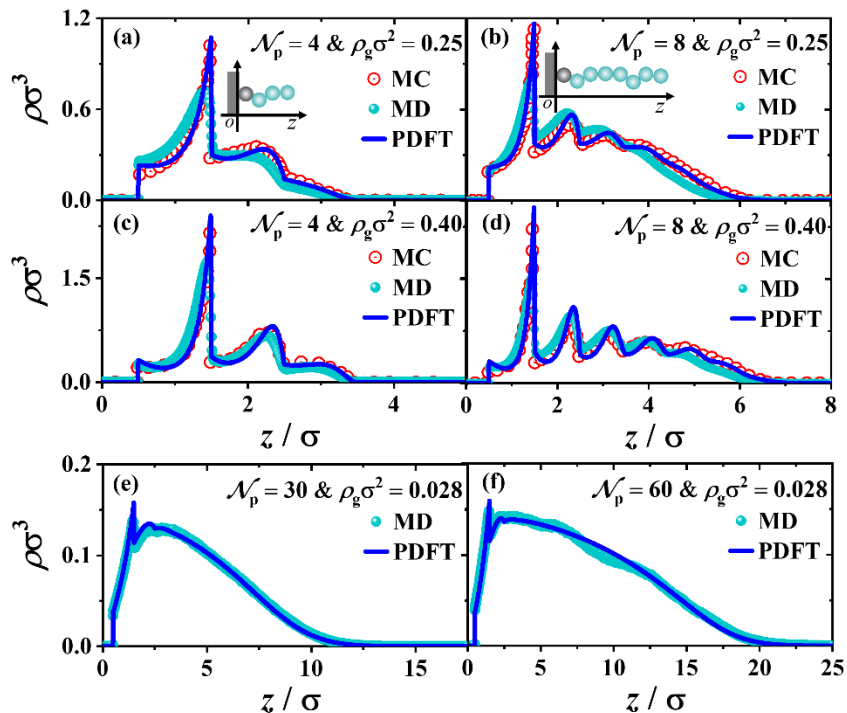 (a) 𝒩p = 4 & ρgσ² = 0.25
MC
MD
PDFT
o
z
(b) 𝒩p = 8 & ρgσ² = 0.25
MC
MD
PDFT
o
z
1.2
0.6
0.0
ρσ³
(c) 𝒩p = 4 & ρgσ² = 0.40
MC
MD
PDFT
(d) 𝒩p = 8 & ρgσ² = 0.40
MC
MD
PDFT
1.5
0.0
ρσ³
0 2 4
0 2 4 6 8
z / σ
z / σ
(e) 𝒩p = 30 & ρgσ² = 0.028
MD
PDFT
(f) 𝒩p = 60 & ρgσ² = 0.028
MD
PDFT
0.2
0.1
0.0
ρσ³
0 5 10 15
0 5 10 15 20 25
z / σ
z / σ